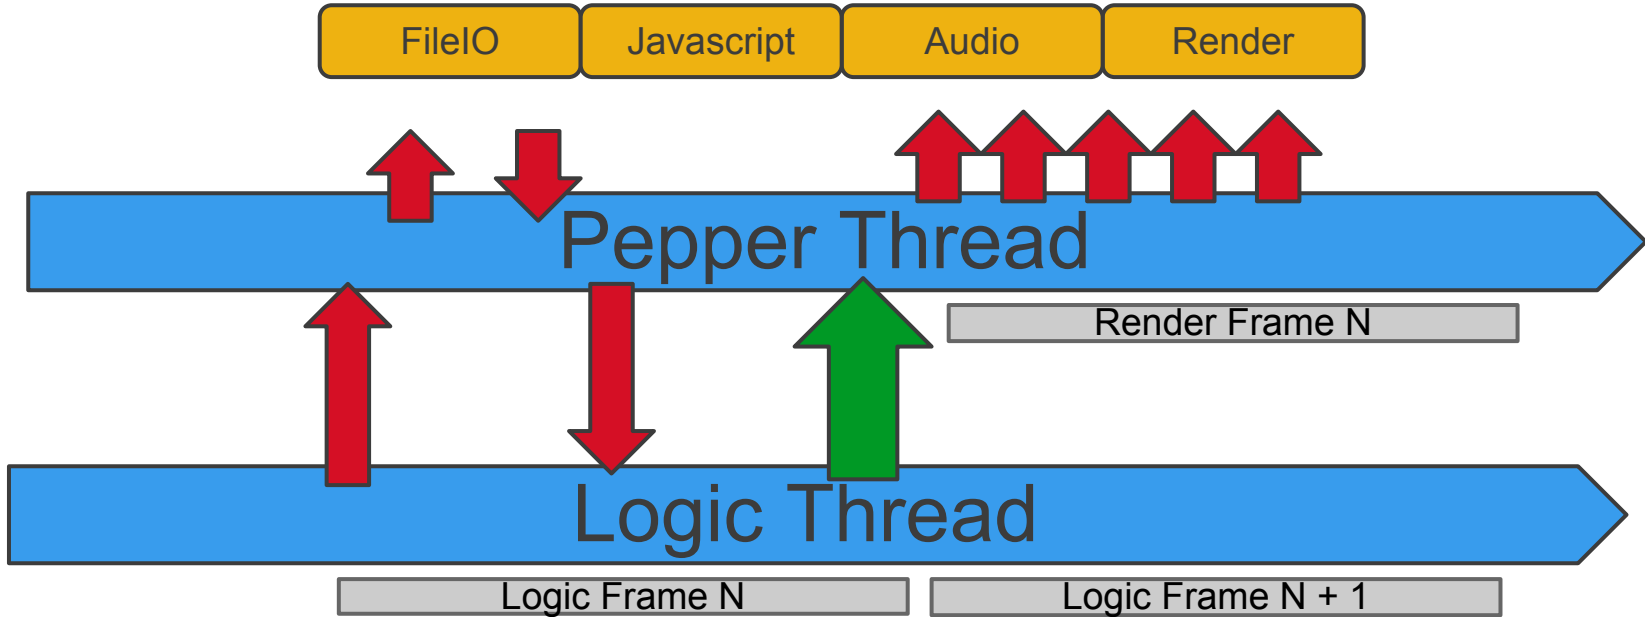 FileIO
Javascript
Audio
Render
Pepper Thread
Render Frame N
Logic Thread
Logic Frame N
Logic Frame N + 1